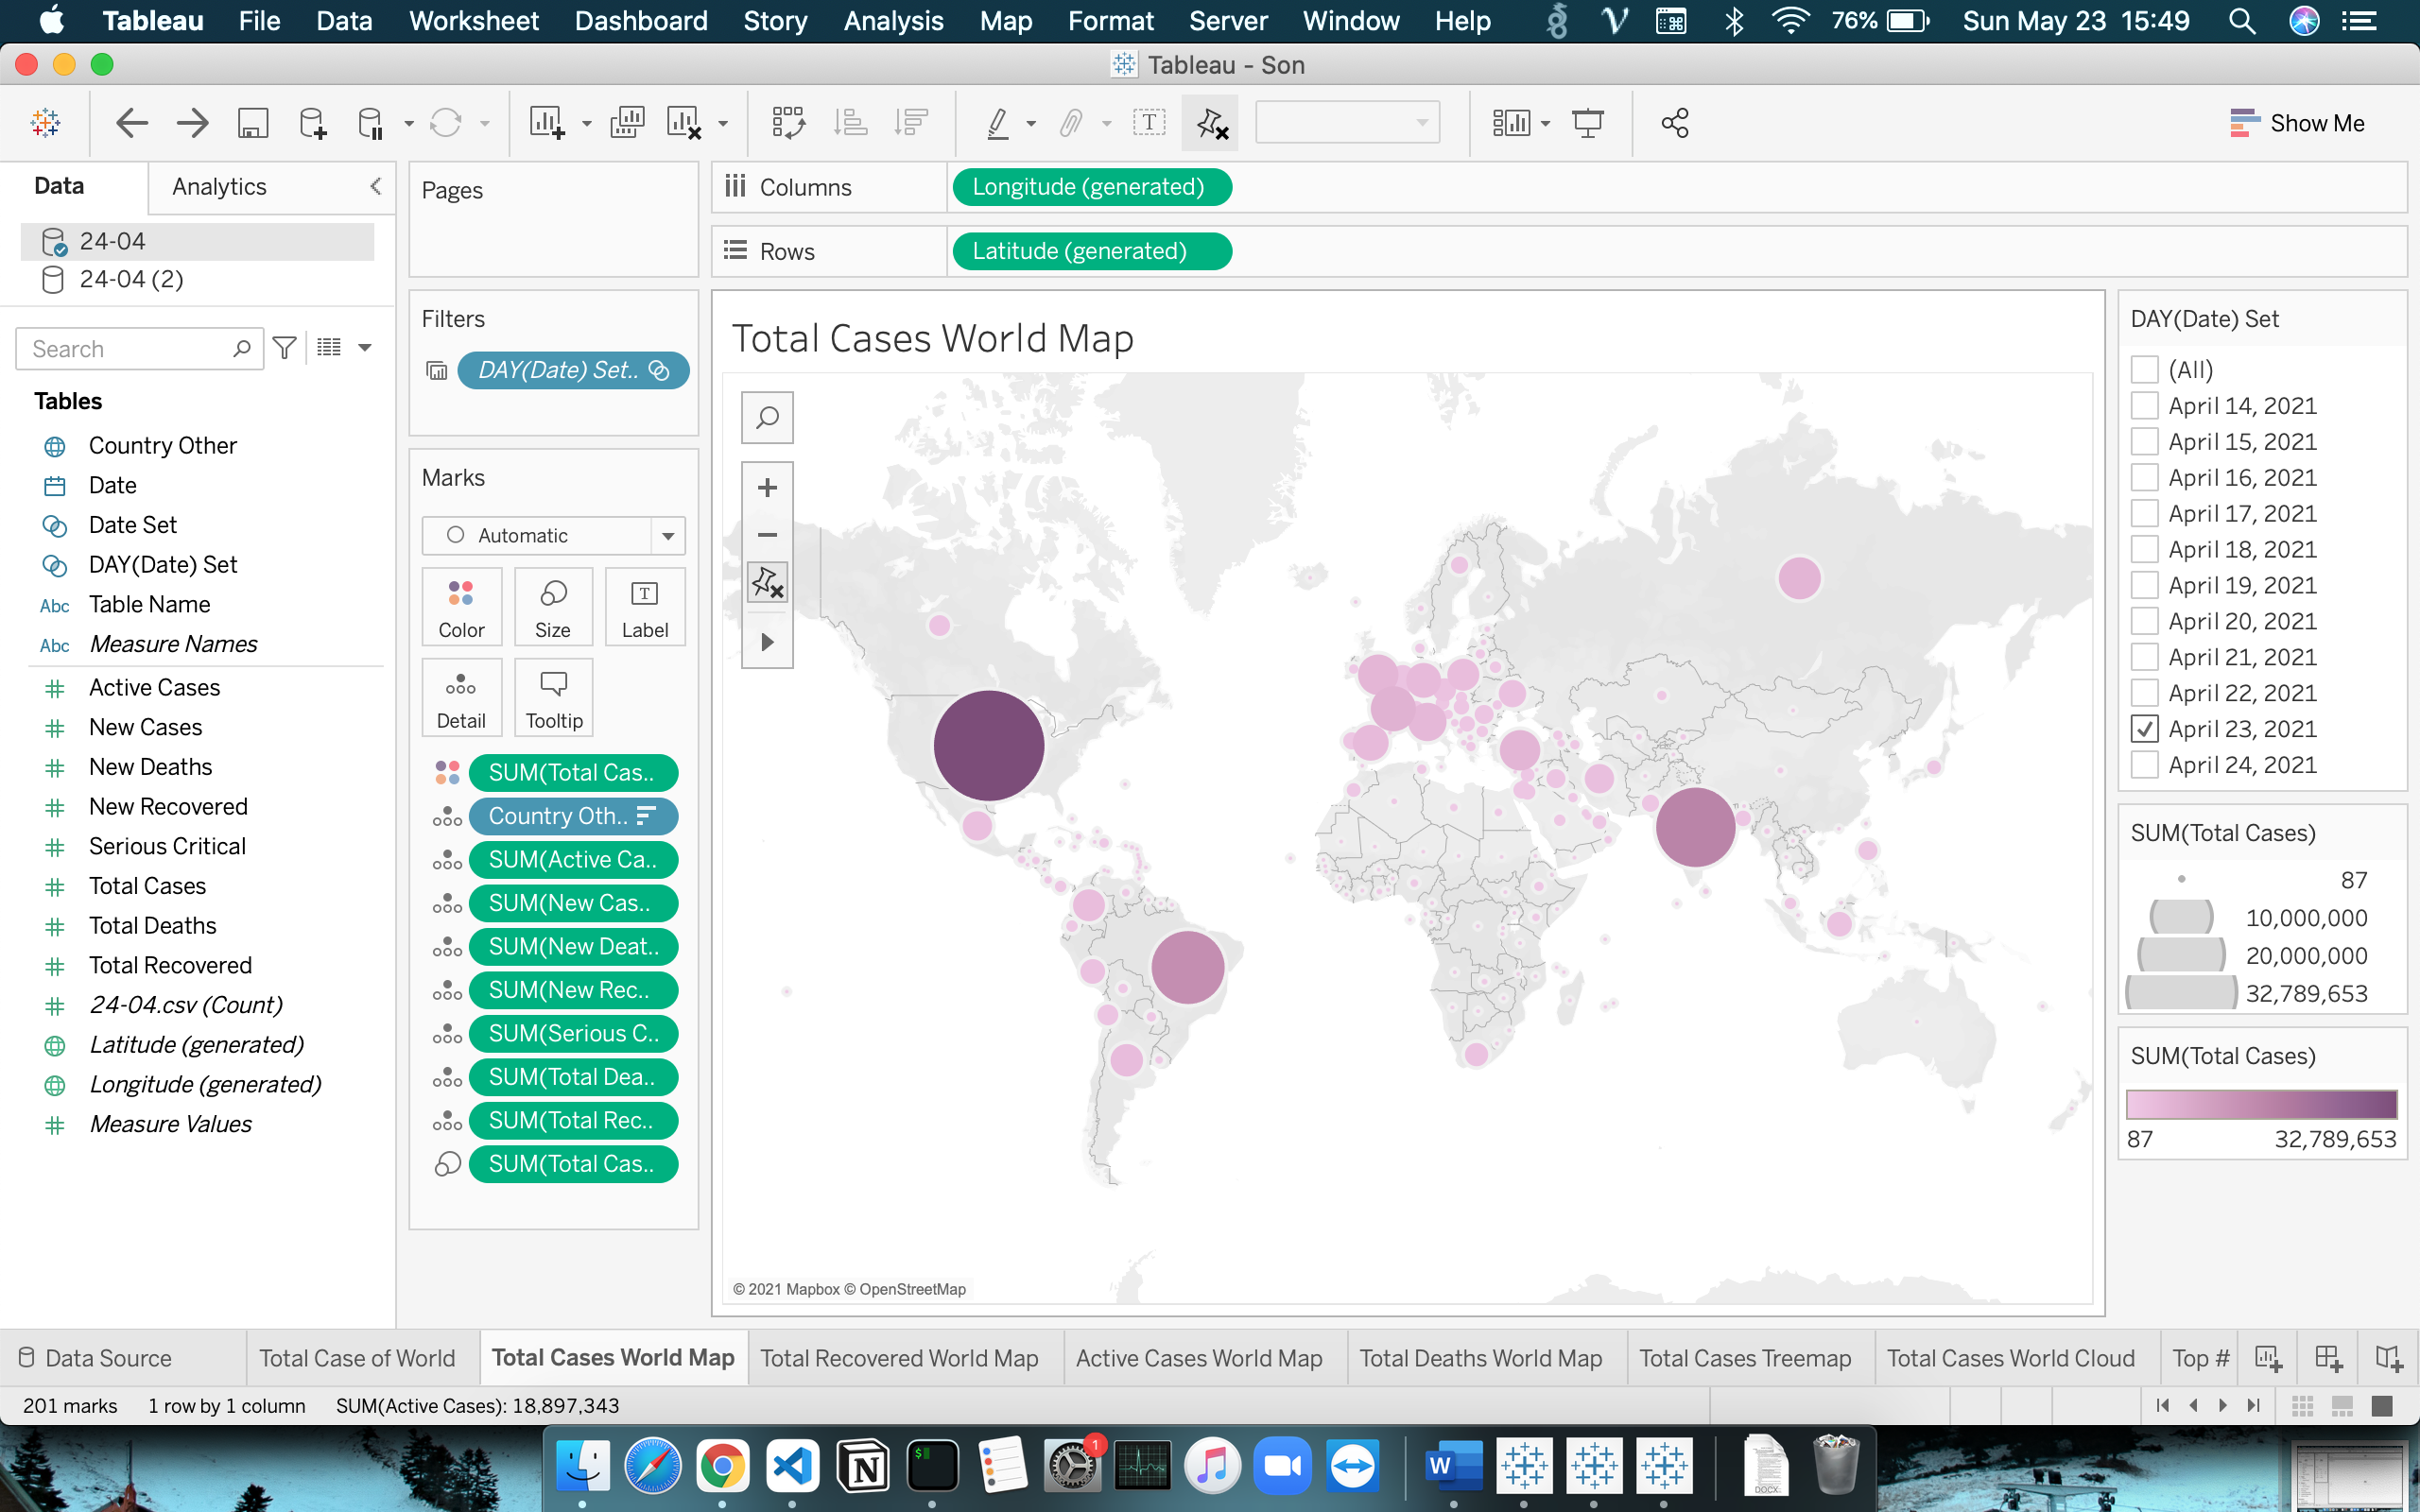 Tableau File Data Worksheet Dashboard Story Analysis Map Format Server Window Help 76% Sun May 23 15:49
Tableau - Son
Show Me
Data Analytics
24-04
24-04 (2)
Search
Tables
Country Other
Date
Date Set
DAY(Date) Set
Abc Table Name
Abc Measure Names
Active Cases
New Cases
New Deaths
New Recovered
Serious Critical
Total Cases
Total Deaths
Total Recovered
24-04.csv (Count)
Latitude (generated)
Longitude (generated)
Measure Values
Pages
Filters
DAY(Date) Set..
Marks
Automatic
Color Size Label
Detail Tooltip
SUM(Total Cas..
Country Oth..
SUM(Active Ca..
SUM(New Cas..
SUM(New Deat..
SUM(New Rec..
SUM(Serious C..
SUM(Total Dea..
SUM(Total Rec..
SUM(Total Cas..
Columns Longitude (generated)
Rows Latitude (generated)
Total Cases World Map
© 2021 Mapbox © OpenStreetMap
DAY(Date) Set
(All)
April 14, 2021
April 15, 2021
April 16, 2021
April 17, 2021
April 18, 2021
April 19, 2021
April 20, 2021
April 21, 2021
April 22, 2021
April 23, 2021
April 24, 2021
SUM(Total Cases)
87
10,000,000
20,000,000
32,789,653
SUM(Total Cases)
87 32,789,653
Data Source Total Case of World Total Cases World Map Total Recovered World Map Active Cases World Map Total Deaths World Map Total Cases Treemap Total Cases World Cloud Top #
201 marks 1 row by 1 column SUM(Active Cases): 18,897,343
1
W
DOCX